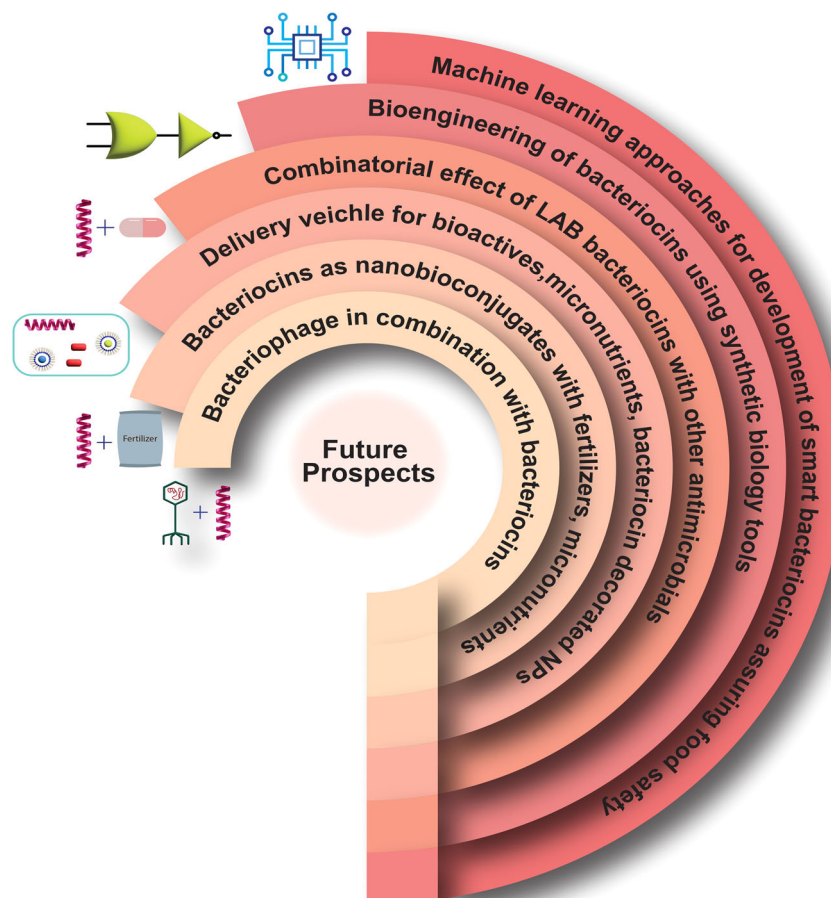 Machine learning approaches for development of smart bacteriocins assuring food safety
Bioengineering of bacteriocins using synthetic biology tools
Combinatorial effect of LAB bacteriocins with other antimicrobials
Delivery veichle for bioactives,micronutrients, bacteriocin decorated NPs
Bacteriocins as nanobioconjugates with fertilizers, micronutrients
Bacteriophage in combination with bacteriocins
Future
Prospects
+
+
Fertilizer
+